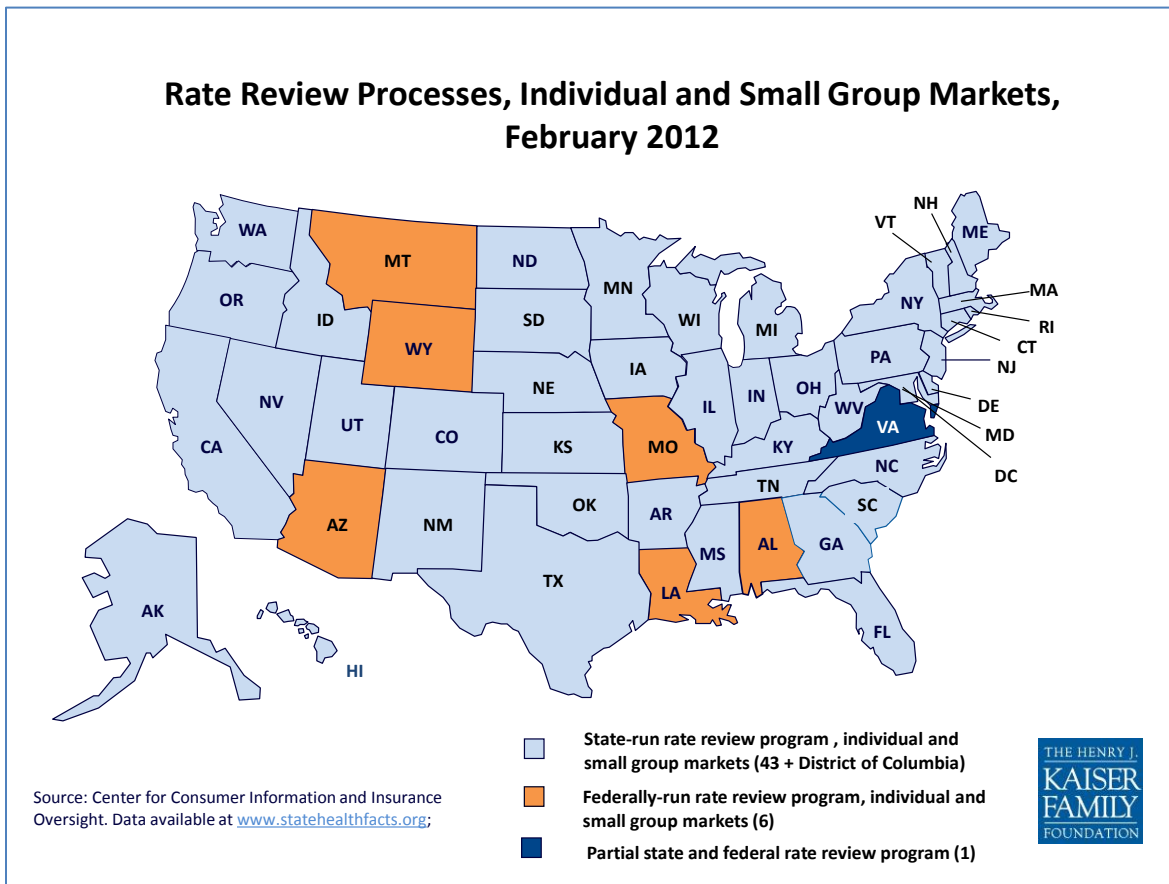 Rate Review Processes, Individual and Small Group Markets,
February 2012
WA
MT
ND
MN
VT
NH
ME
OR
ID
SD
WI
MI
NY
MA
RI
CT
WY
IA
PA
NJ
NE
NV
UT
CO
IL
IN
OH
WV
DE
CA
KS
MO
KY
VA
MD
DC
AZ
NM
OK
AR
TN
NC
SC
TX
LA
MS
AL
GA
AK
HI
FL
State-run rate review program , individual and
small group markets (43 + District of Columbia)
Federally-run rate review program, individual and
small group markets (6)
Partial state and federal rate review program (1)
Source: Center for Consumer Information and Insurance
Oversight. Data available at www.statehealthfacts.org;
THE HENRY J.
KAISER
FAMILY
FOUNDATION